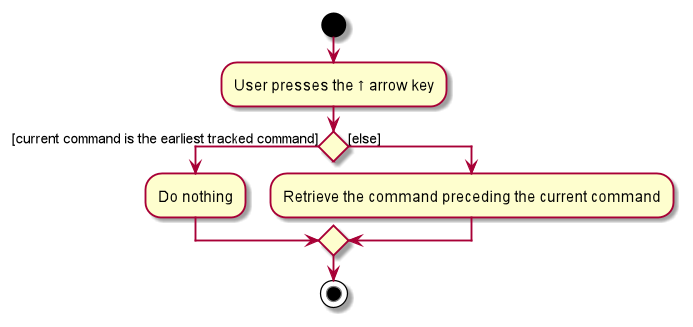 User presses the ↑ arrow key
[current command is the earliest tracked command]
[else]
Do nothing
Retrieve the command preceding the current command